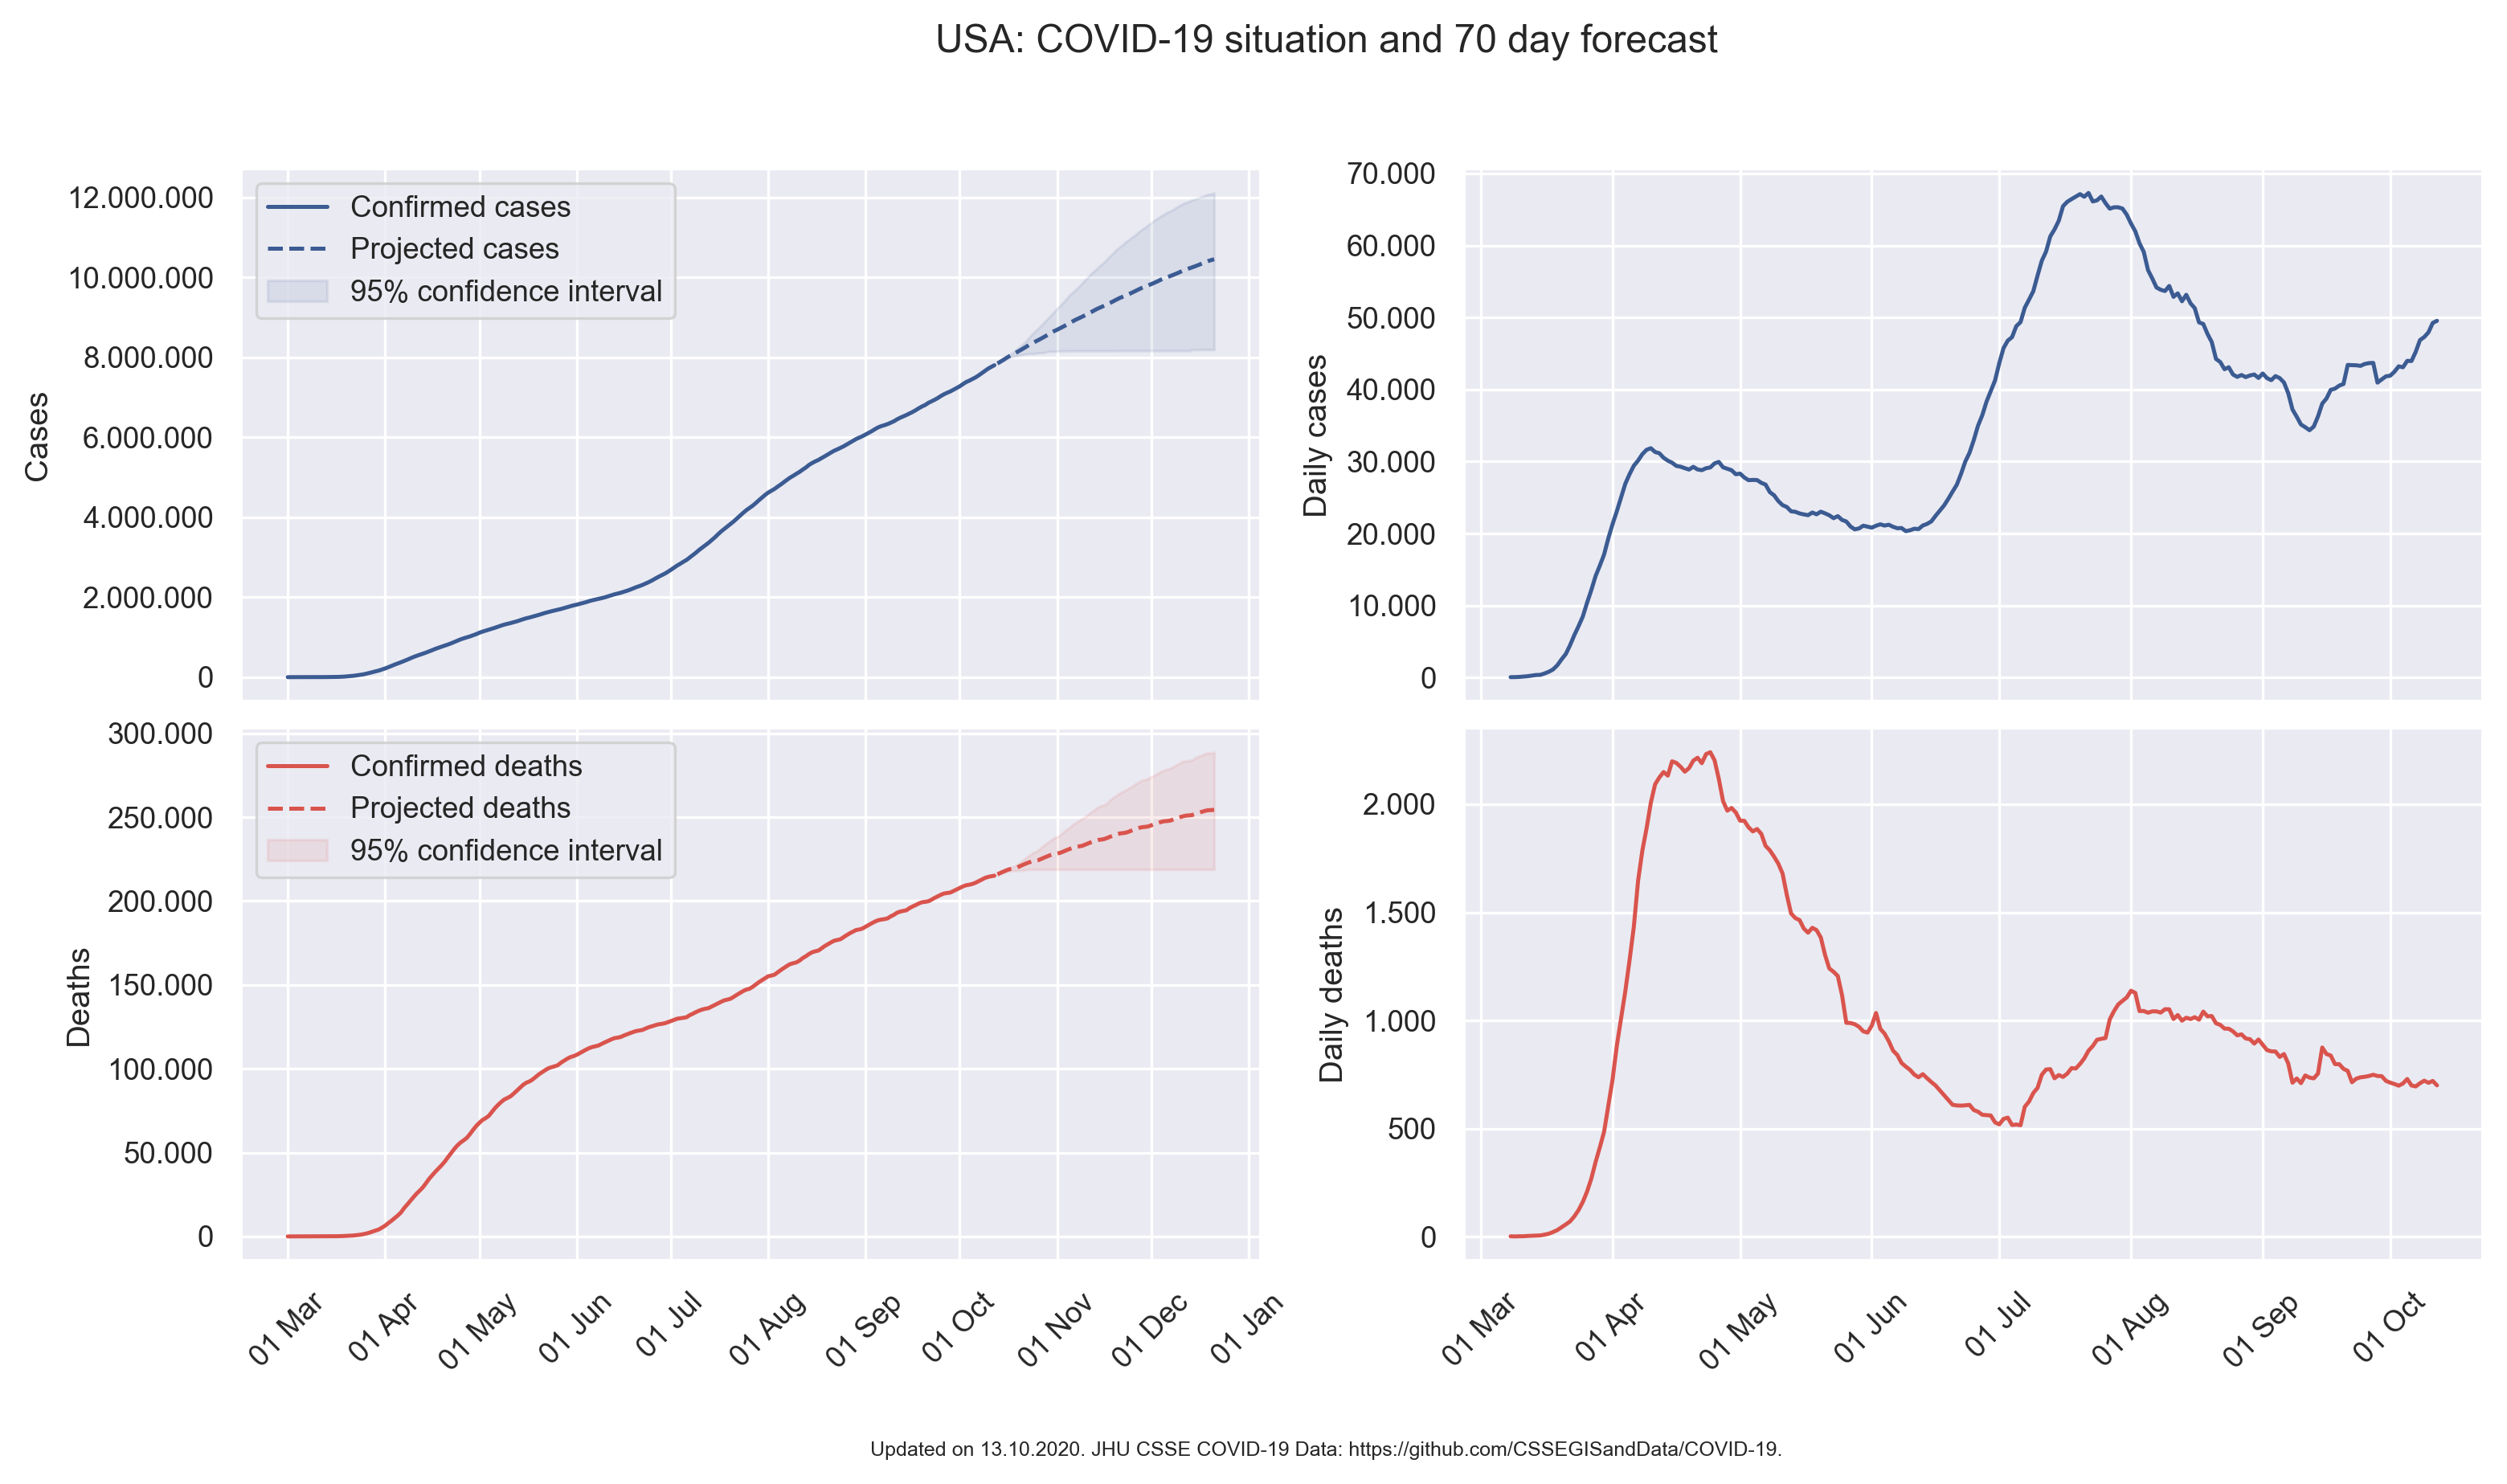 USA: COVID-19 situation and 70 day forecast
Cases
12.000.000
10.000.000
8.000.000
6.000.000
4.000.000
2.000.000
0
Confirmed cases
Projected cases
95% confidence interval
Daily cases
70.000
60.000
50.000
40.000
30.000
20.000
10.000
0
Deaths
300.000
250.000
200.000
150.000
100.000
50.000
0
Confirmed deaths
Projected deaths
95% confidence interval
01 Mar
01 Apr
01 May
01 Jun
01 Jul
01 Aug
01 Sep
01 Oct
01 Nov
01 Dec
01 Jan
Daily deaths
2.000
1.500
1.000
500
0
01 Mar
01 Apr
01 May
01 Jun
01 Jul
01 Aug
01 Sep
01 Oct
Updated on 13.10.2020. JHU CSSE COVID-19 Data: https://github.com/CSSEGISandData/COVID-19.